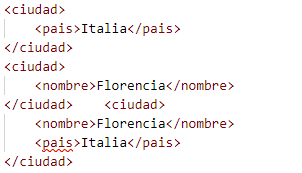 <ciudad>
    <pais>Italia</pais>
</ciudad>
<ciudad>
    <nombre>Florencia</nombre>
</ciudad>    <ciudad>
    <nombre>Florencia</nombre>
    <pais>Italia</pais>
</ciudad>